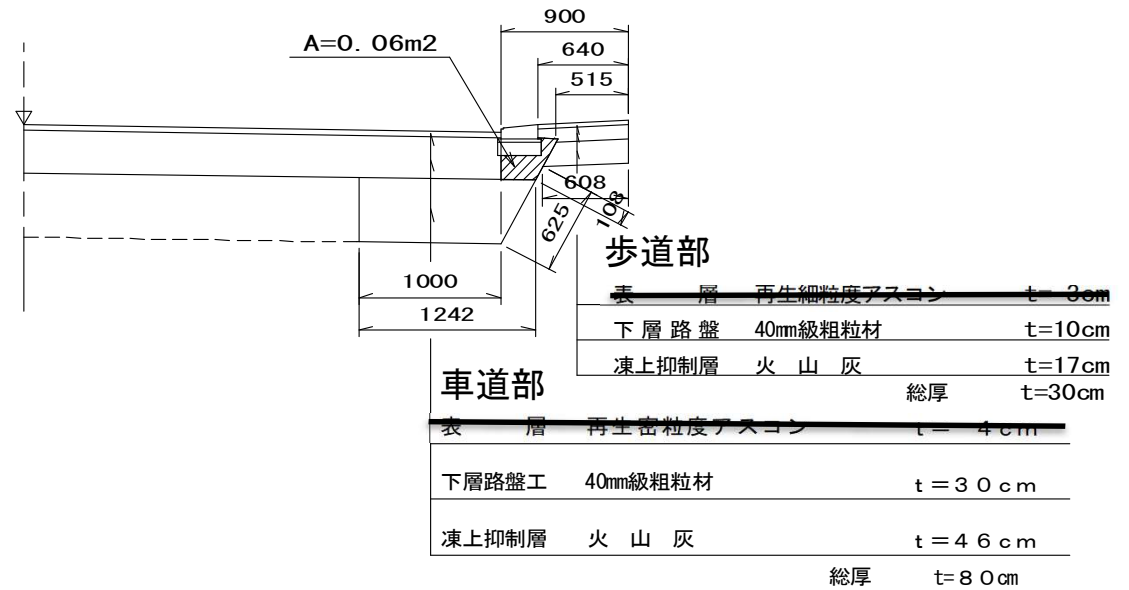 900
A=0.06m2
640
515
608
108
625
1000
1242
歩道部
表　　層　再生細粒度アスコン　t= 3cm
下層路盤　40mm級粗粒材　t=10cm
凍上抑制層　火　山　灰　t=17cm
総厚　t=30cm
車道部
表　　層　再生密粒度アスコン　t＝ 4cm
下層路盤工　40mm級粗粒材　t＝30cm
凍上抑制層　火　山　灰　t＝46cm
総厚　t=80cm